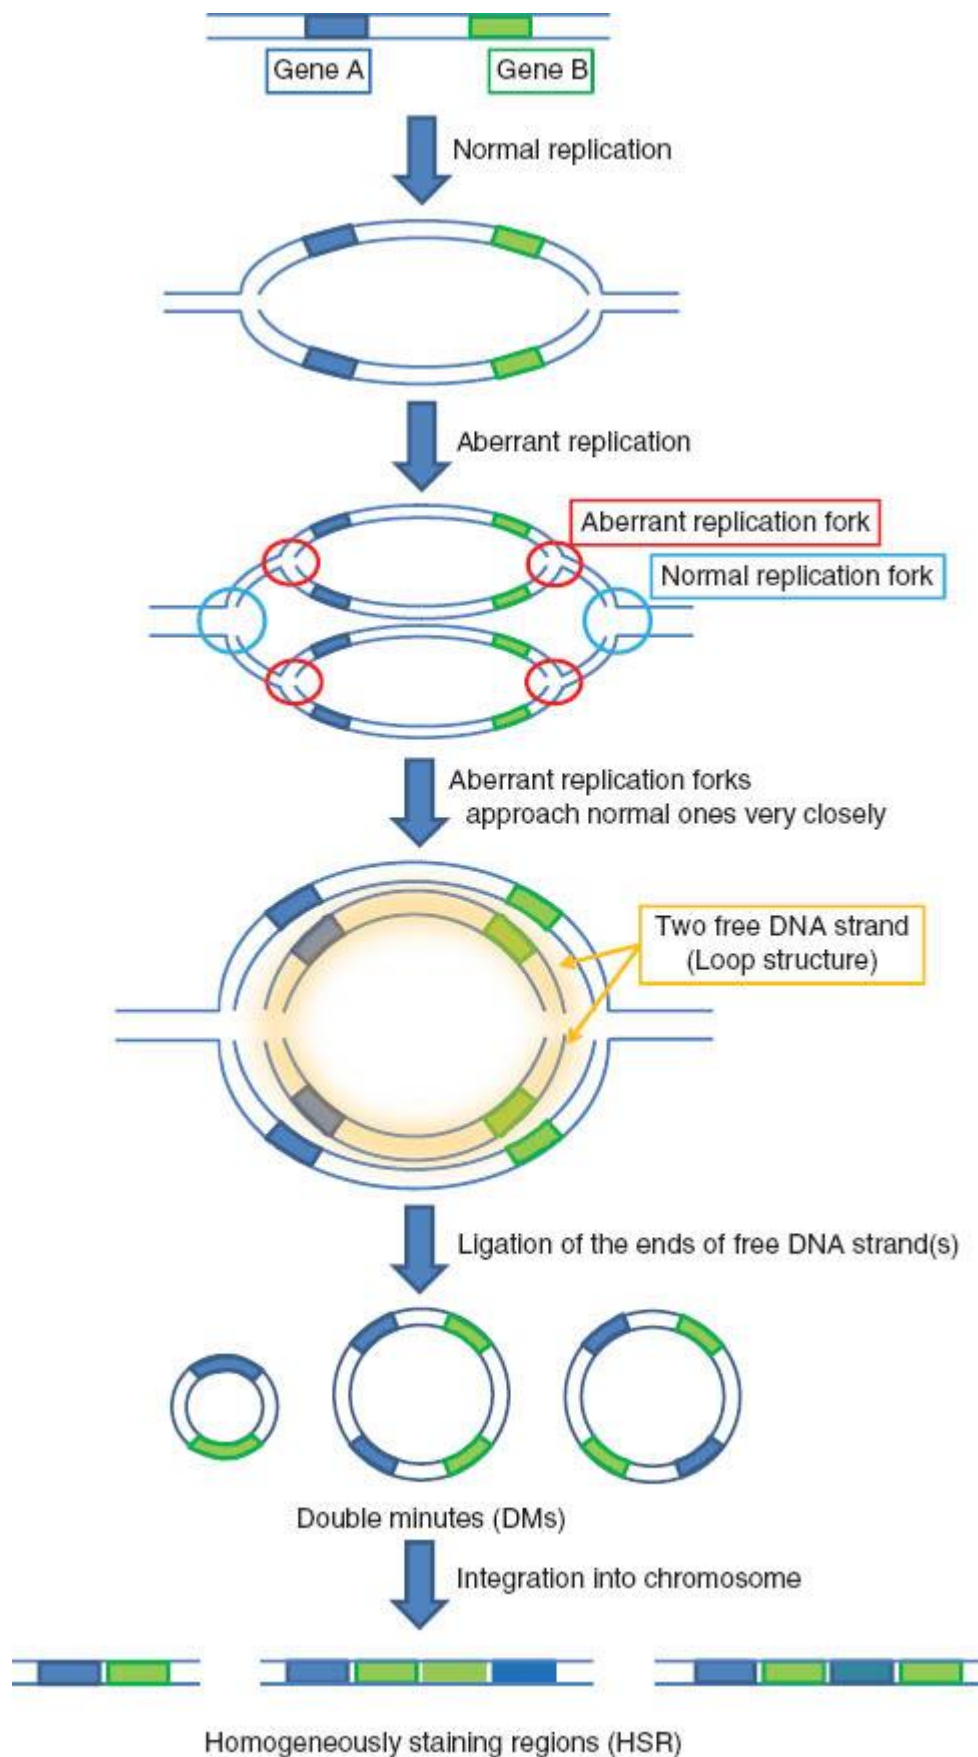 Gene A
Gene B
Normal replication
Aberrant replication
Aberrant replication fork
Normal replication fork
Aberrant replication forks
approach normal ones very closely
Two free DNA strand
(Loop structure)
Ligation of the ends of free DNA strand(s)
Double minutes (DMs)
Integration into chromosome
Homogeneously staining regions (HSR)